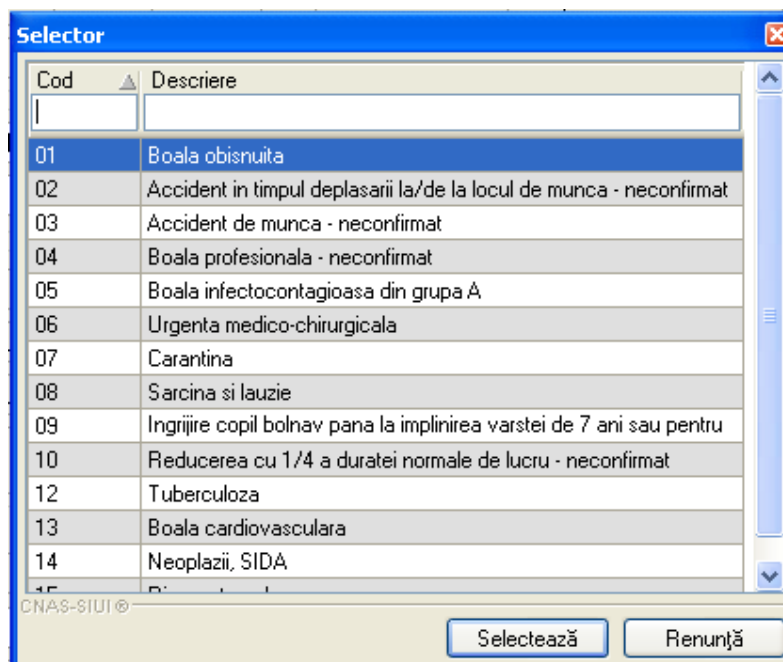 Selector
Cod Descriere
01 Boala obisnuita
02 Accident in timpul deplasarii la/de la locul de munca - neconfirmat
03 Accident de munca - neconfirmat
04 Boala profesionala - neconfirmat
05 Boala infectocontagioasa din grupa A
06 Urgenta medico-chirurgicala
07 Carantina
08 Sarcina si lauzie
09 Ingrijire copil bolnav pana la implinirea varstei de 7 ani sau pentru
10 Reducerea cu 1/4 a duratei normale de lucru - neconfirmat
12 Tuberculoza
13 Boala cardiovasculara
14 Neoplazii, SIDA
15
CNAS-SIUI ®
Selectează Renunţă